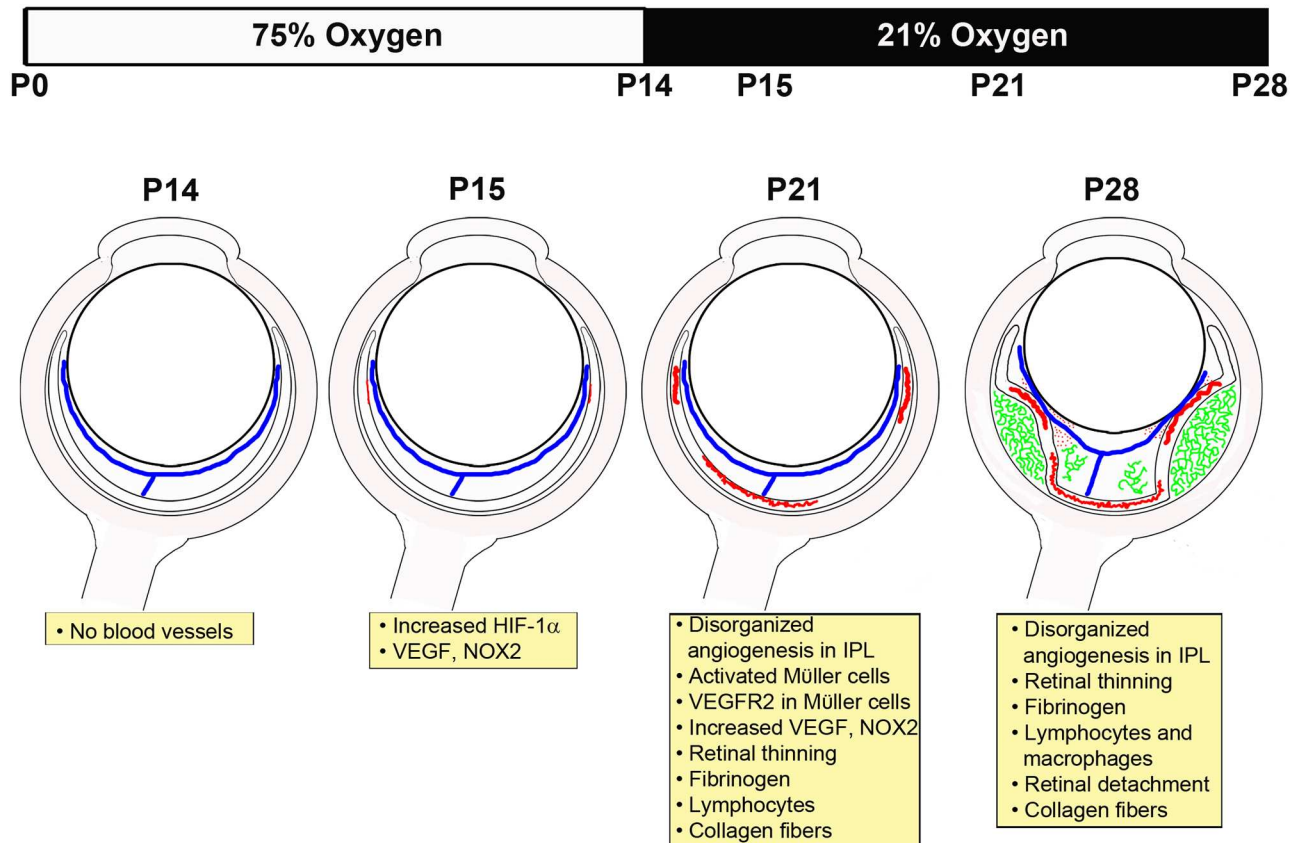 75% Oxygen
21% Oxygen
P0
P14
P15
P21
P28
P14
P15
P21
P28
• No blood vessels
• Increased HIF-1α
• VEGF, NOX2
• Disorganized
angiogenesis in IPL
• Activated Müller cells
• VEGFR2 in Müller cells
• Increased VEGF, NOX2
• Retinal thinning
• Fibrinogen
• Lymphocytes
• Collagen fibers
• Disorganized
angiogenesis in IPL
• Retinal thinning
• Fibrinogen
• Lymphocytes and
macrophages
• Retinal detachment
• Collagen fibers